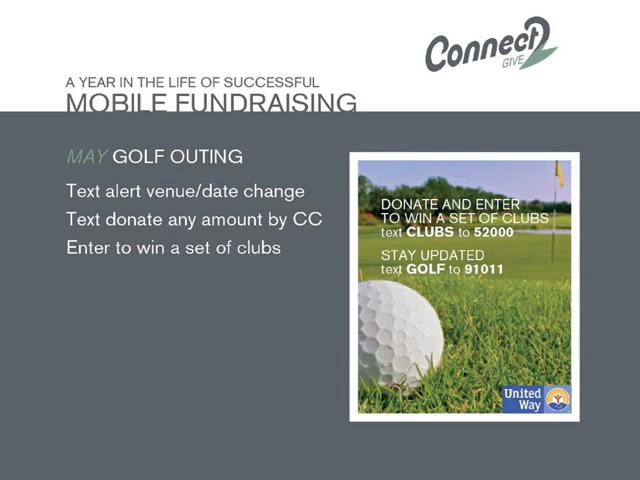 Connect2
GIVE
A YEAR IN THE LIFE OF SUCCESSFUL
MOBILE FUNDRAISING
MAY GOLF OUTING
Text alert venue/date change
Text donate any amount by CC
Enter to win a set of clubs
DONATE AND ENTER
TO WIN A SET OF CLUBS
text CLUBS to 52000
STAY UPDATED
text GOLF to 91011
United
Way